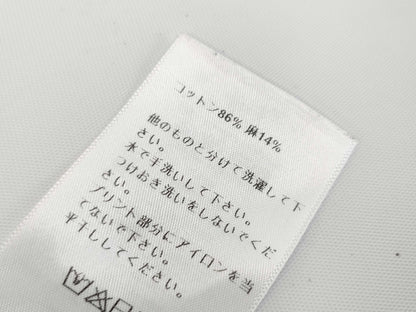 コットン86% 麻14%
他のものと分けて洗濯して下
さい。
水で手洗いして下さい。
つけおき洗いをしないでくだ
さい。
プリント部分にアイロンを当
てないで下さい。
平干ししてください。